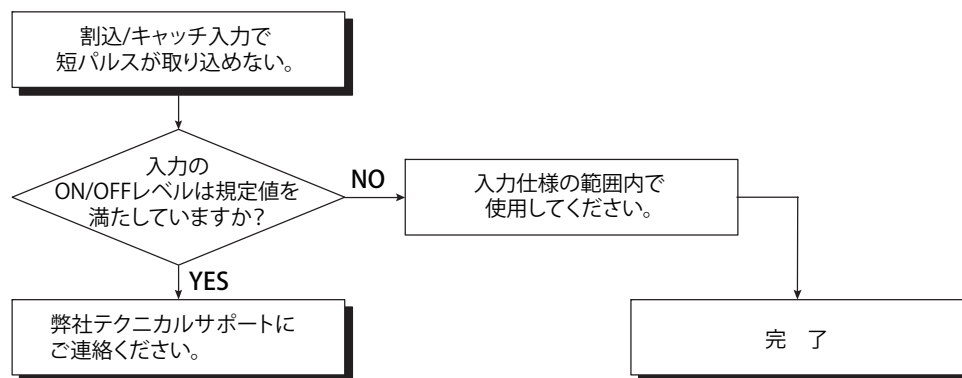 割込/キャッチ入力で
短パルスが取り込めない。
入力の
ON/OFFレベルは規定値を
満たしていますか？
NO
入力仕様の範囲内で
使用してください。
YES
弊社テクニカルサポートに
ご連絡ください。
完　了